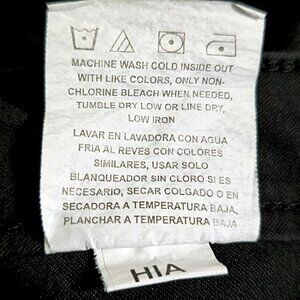 MACHINE WASH COLD INSIDE OUT
WITH LIKE COLORS, ONLY NON-
CHLORINE BLEACH WHEN NEEDED,
TUMBLE DRY LOW OR LINE DRY,
LOW IRON
LAVAR EN LAVADORA CON AGUA
FRIA AL REVES CON COLORES
SIMILARES, USAR SOLO
BLANQUEADOR SIN CLORO SI ES
NECESARIO, SECAR COLGADO O EN
SECADORA A TEMPERATURA BAJA,
PLANCHAR A TEMPERATURA BAJA
HIA